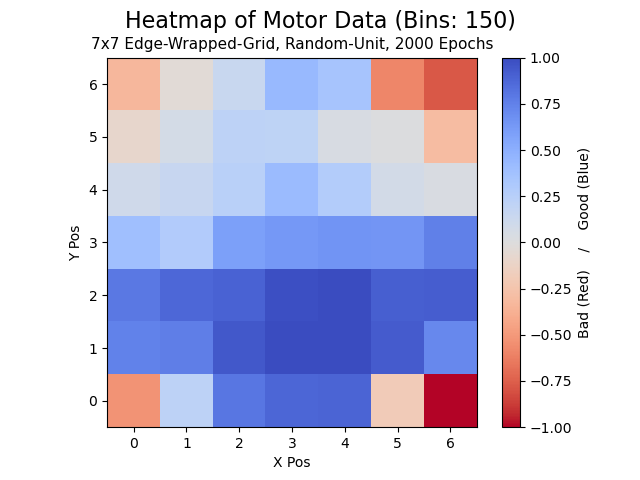 Heatmap of Motor Data (Bins: 150)
7x7 Edge-Wrapped-Grid, Random-Unit, 2000 Epochs
6
5
4
3
2
1
0
Y Pos
0 1 2 3 4 5 6
X Pos
1.00
0.75
0.50
0.25
0.00
−0.25
−0.50
−0.75
−1.00
Bad (Red) / Good (Blue)